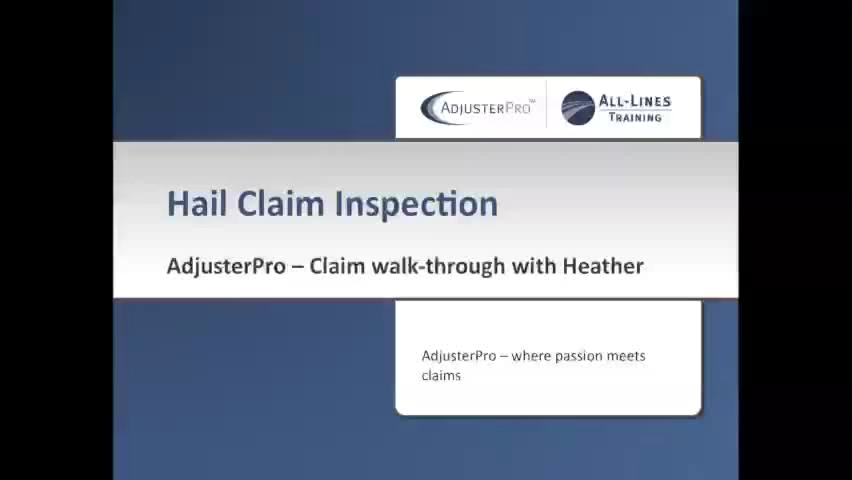 ADJUSTERPRO™
ALL-LINES
TRAINING
Hail Claim Inspection
AdjusterPro – Claim walk-through with Heather
AdjusterPro – where passion meets
claims